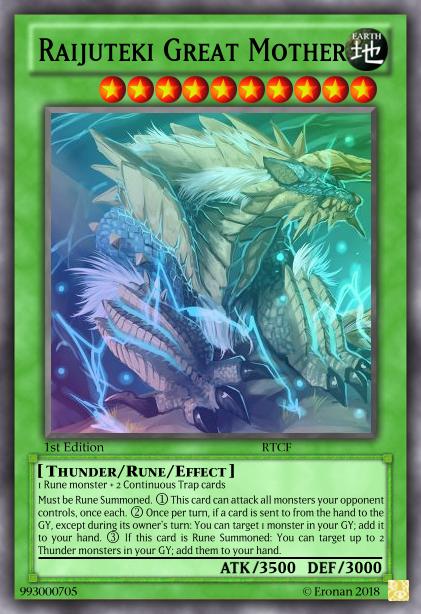 Raijuteki Great Mother
EARTH
地
1st Edition
RTCF
[ Thunder/Rune/Effect ]
1 Rune monster + 2 Continuous Trap cards
Must be Rune Summoned. ① This card can attack all monsters your opponent
controls, once each. ② Once per turn, if a card is sent to from the hand to the
GY, except during its owner's turn: You can target 1 monster in your GY; add it
to your hand. ③ If this card is Rune Summoned: You can target up to 2
Thunder monsters in your GY; add them to your hand.
ATK/3500 DEF/3000
993000705
© Eronan 2018